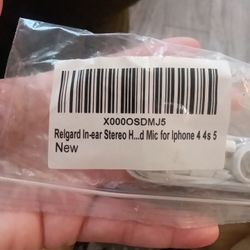 X000OSDMJ5
Relgard In-ear Stereo H...d Mic for Iphone 4 4s 5
New